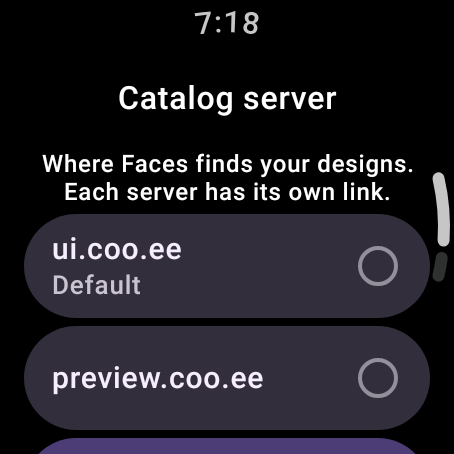 7:18
Catalog server
Where Faces finds your designs.
Each server has its own link.
ui.coo.ee
Default
preview.coo.ee